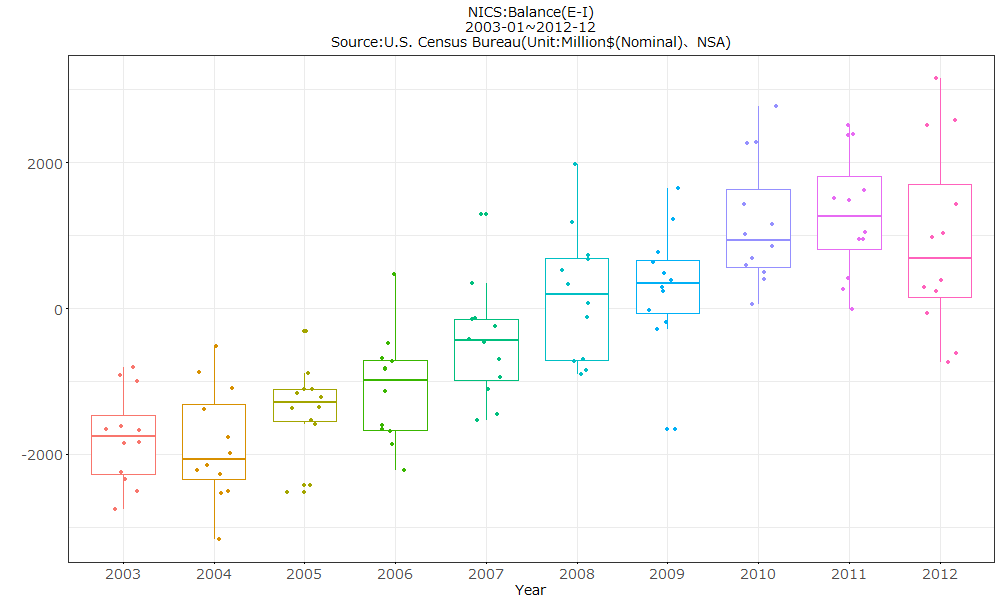 NICS:Balance(E-I)
2003-01~2012-12
Source:U.S. Census Bureau(Unit:Million$(Nominal)、NSA)
2000
0
-2000
2003 2004 2005 2006 2007 2008 2009 2010 2011 2012
Year